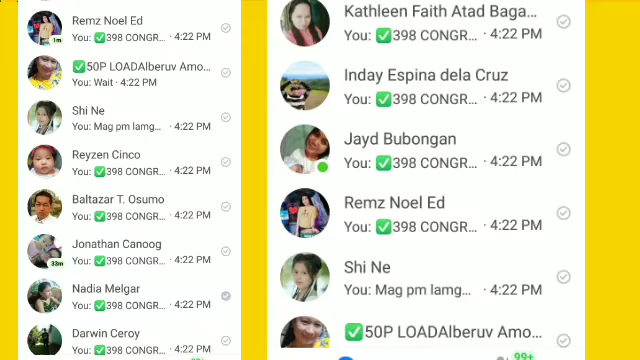 Remz Noel Ed
You: ✅398 CONGR... · 4:22 PM
1m
✅50P LOADAlberuv Amo...
You: Wait · 4:22 PM
Shi Ne
You: Mag pm lamg... · 4:22 PM
Reyzen Cinco
You: ✅398 CONGR... · 4:22 PM
Baltazar T. Osumo
You: ✅398 CONGR... · 4:22 PM
Jonathan Canoog
You: ✅398 CONGR... · 4:22 PM
33m
Nadia Melgar
You: ✅398 CONGR... · 4:22 PM
Darwin Ceroy
You: ✅398 CONGR... · 4:22 PM
Kathleen Faith Atad Baga...
You: ✅398 CONGR... · 4:22 PM
Inday Espina dela Cruz
You: ✅398 CONGR... · 4:22 PM
Jayd Bubongan
You: ✅398 CONGR... · 4:22 PM
Remz Noel Ed
You: ✅398 CONGR... · 4:22 PM
Shi Ne
You: Mag pm lamg... · 4:22 PM
✅50P LOADAlberuv Amo...
99+